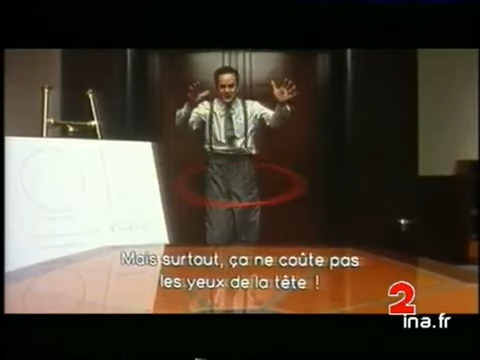 Mais surtout, ça ne coûte pas
les yeux de la tête !
2
ina.fr